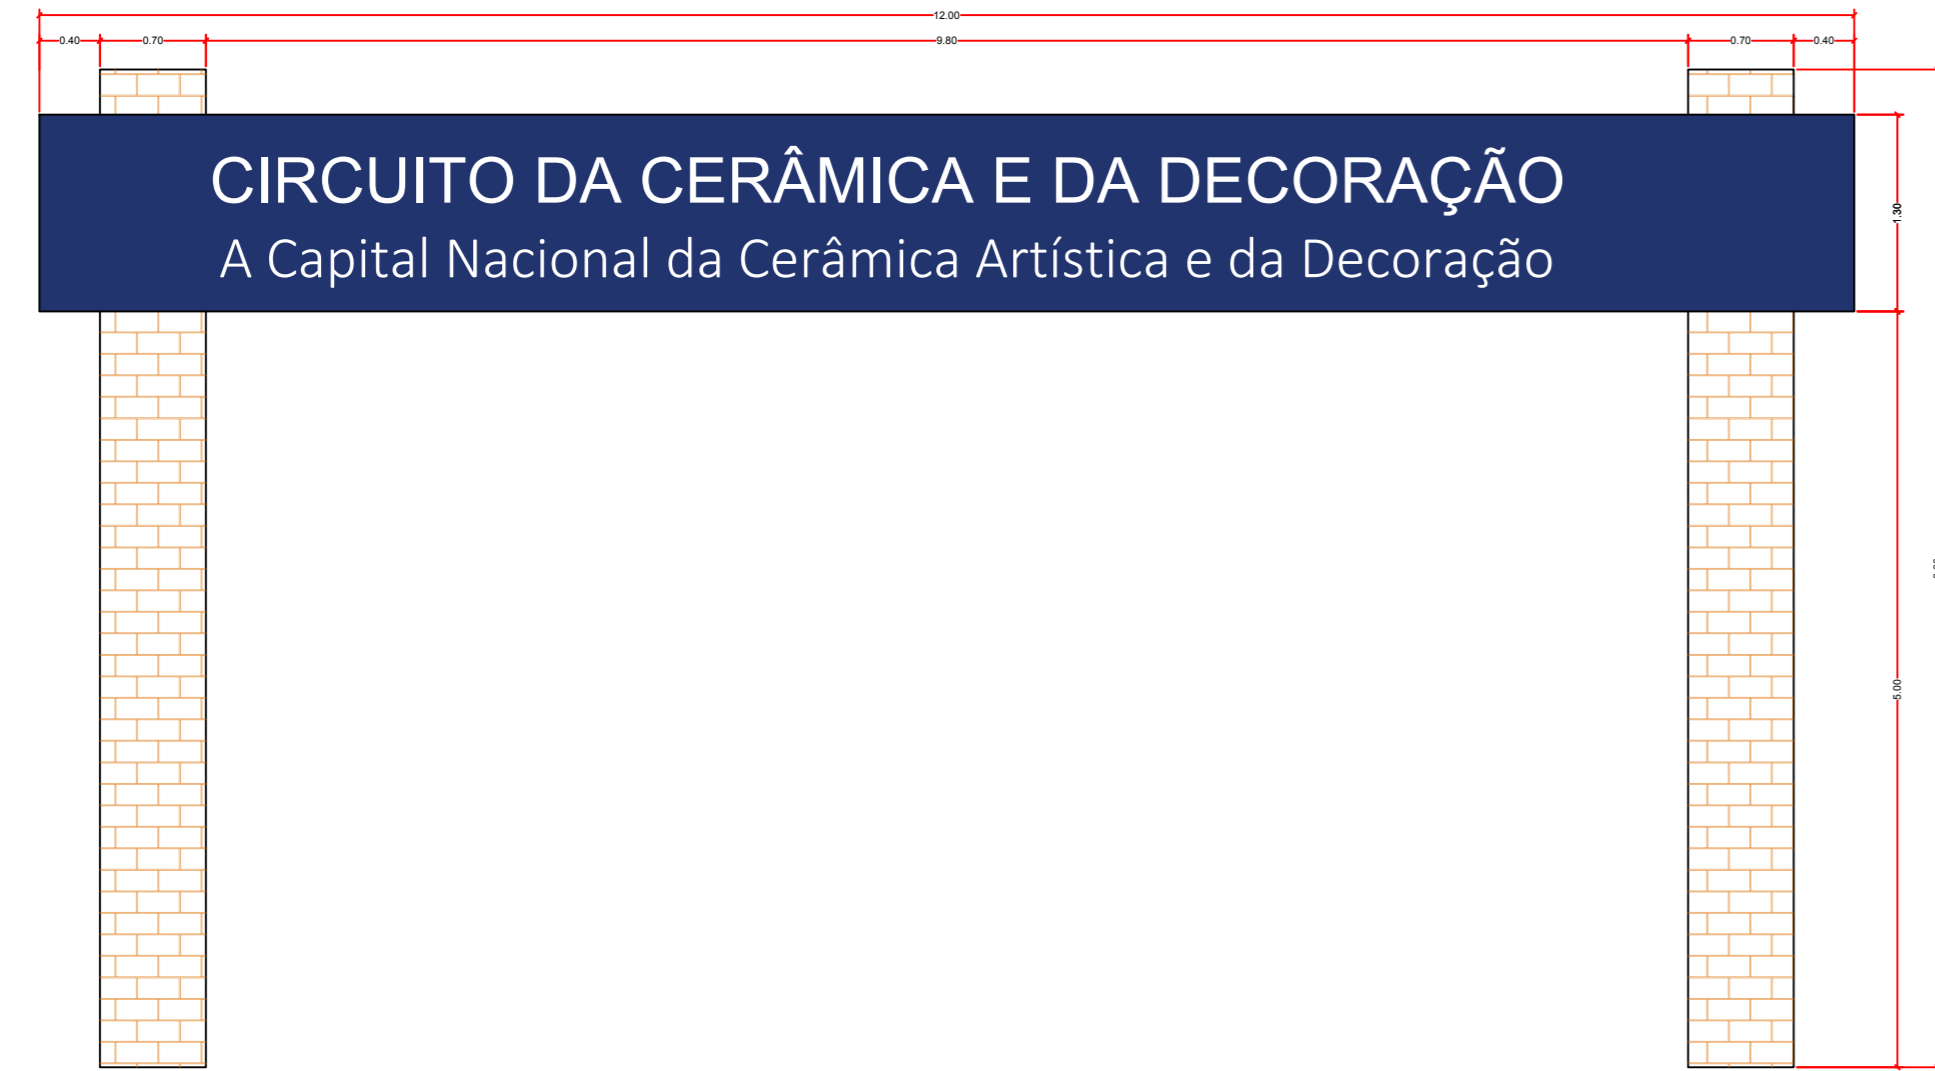 12.00
0.40 0.70 9.80 0.70 0.40
CIRCUITO DA CERÂMICA E DA DECORAÇÃO
A Capital Nacional da Cerâmica Artística e da Decoração
1.30
5.00